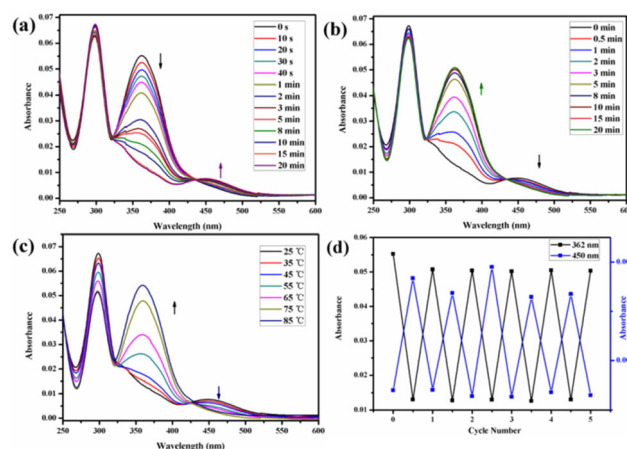 (a)
0.07
0.06
0.05
0.04
0.03
0.02
0.01
0.00
Absorbance
250 300 350 400 450 500 550 600
Wavelength (nm)
0 s
10 s
20 s
30 s
40 s
1 min
2 min
3 min
5 min
8 min
10 min
15 min
20 min
(b)
0.07
0.06
0.05
0.04
0.03
0.02
0.01
0.00
Absorbance
300 350 400 450 500 550 600
Wavelength (nm)
0 min
0.5 min
1 min
2 min
3 min
5 min
8 min
10 min
15 min
20 min
(c)
0.07
0.06
0.05
0.04
0.03
0.02
0.01
0.00
Absorbance
250 300 350 400 450 500 550 600
Wavelength (nm)
25 ℃
35 ℃
45 ℃
55 ℃
65 ℃
75 ℃
85 ℃
(d)
0.06
0.05
0.04
0.03
0.02
0.01
Absorbance
0 1 2 3 4 5
Cycle Number
362 nm
450 nm